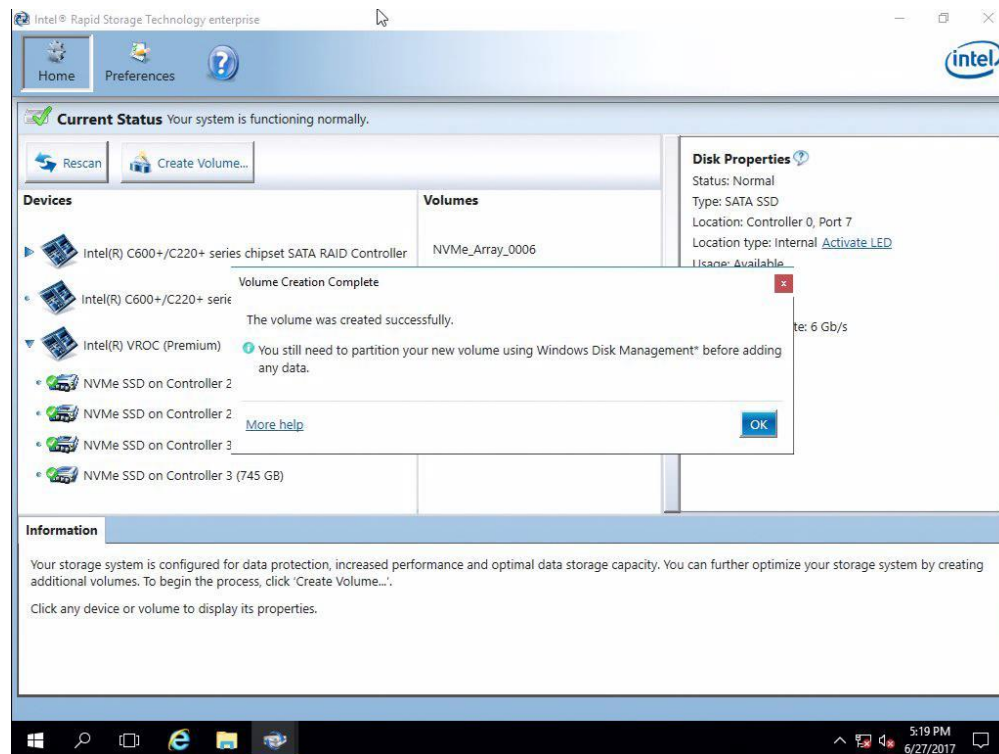 Intel® Rapid Storage Technology enterprise
Home
Preferences
?
intel
Current Status Your system is functioning normally.
Rescan
Create Volume...
Devices
Intel(R) C600+/C220+ series chipset SATA RAID Controller
Intel(R) C600+/C220+ serie
Intel(R) VROC (Premium)
NVMe SSD on Controller 2
NVMe SSD on Controller 2
NVMe SSD on Controller 3
NVMe SSD on Controller 3 (745 GB)
Volumes
NVMe_Array_0006
Disk Properties ?
Status: Normal
Type: SATA SSD
Location: Controller 0, Port 7
Location type: Internal Activate LED
Usage: Available
te: 6 Gb/s
Volume Creation Complete
x
The volume was created successfully.
You still need to partition your new volume using Windows Disk Management* before adding
any data.
More help
OK
Information
Your storage system is configured for data protection, increased performance and optimal data storage capacity. You can further optimize your storage system by creating
additional volumes. To begin the process, click 'Create Volume...'.
Click any device or volume to display its properties.
5:19 PM
6/27/2017